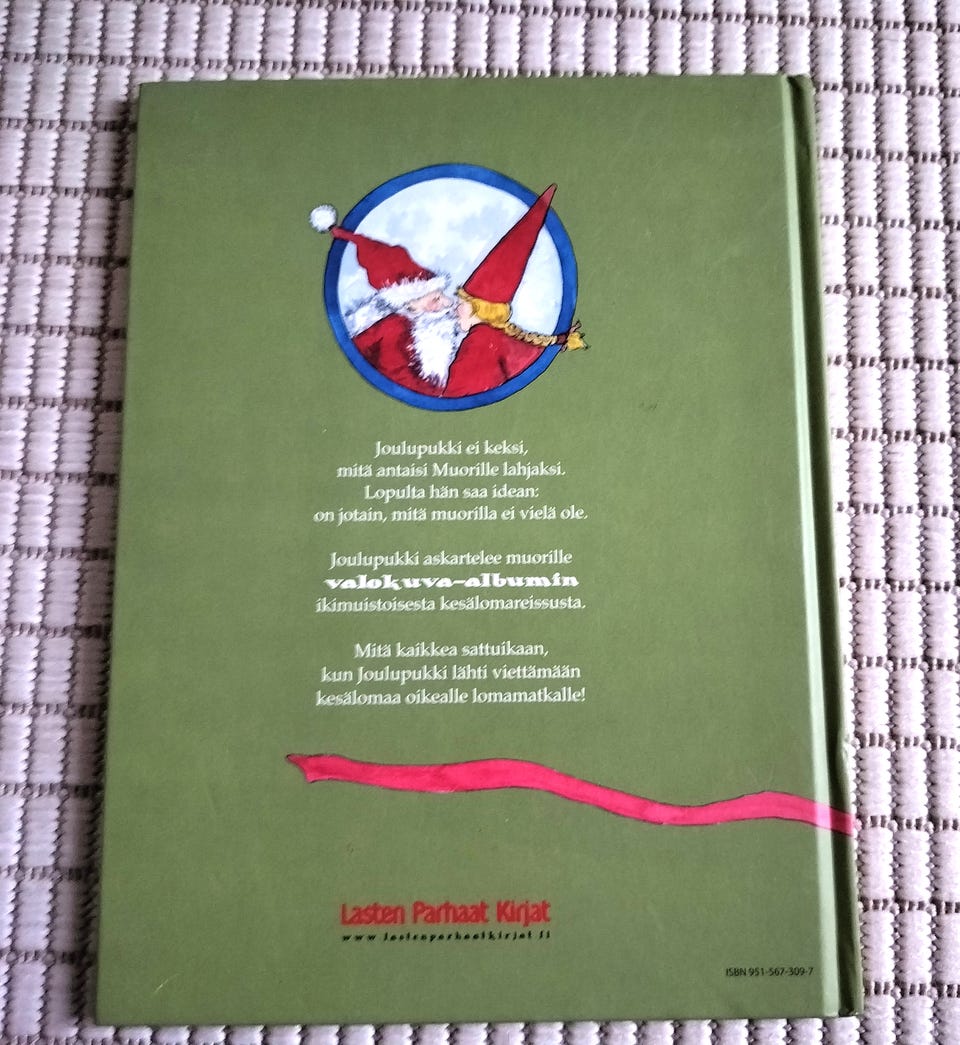 Joulupukki ei keksi,
mitä antaisi Muorille lahjaksi.
Lopulta hän saa idean:
on jotain, mitä muorilla ei vielä ole.
Joulupukki askartelee muorille
valokuva-albumin
ikimuistoisesta kesälomareissusta.
Mitä kaikkea sattuikaan,
kun Joulupukki lähti viettämään
kesälomaa oikealle lomamatkalle!
Lasten Parhaat Kirjat
www.lastenparhaatkirjat.fi
ISBN 951-567-309-7